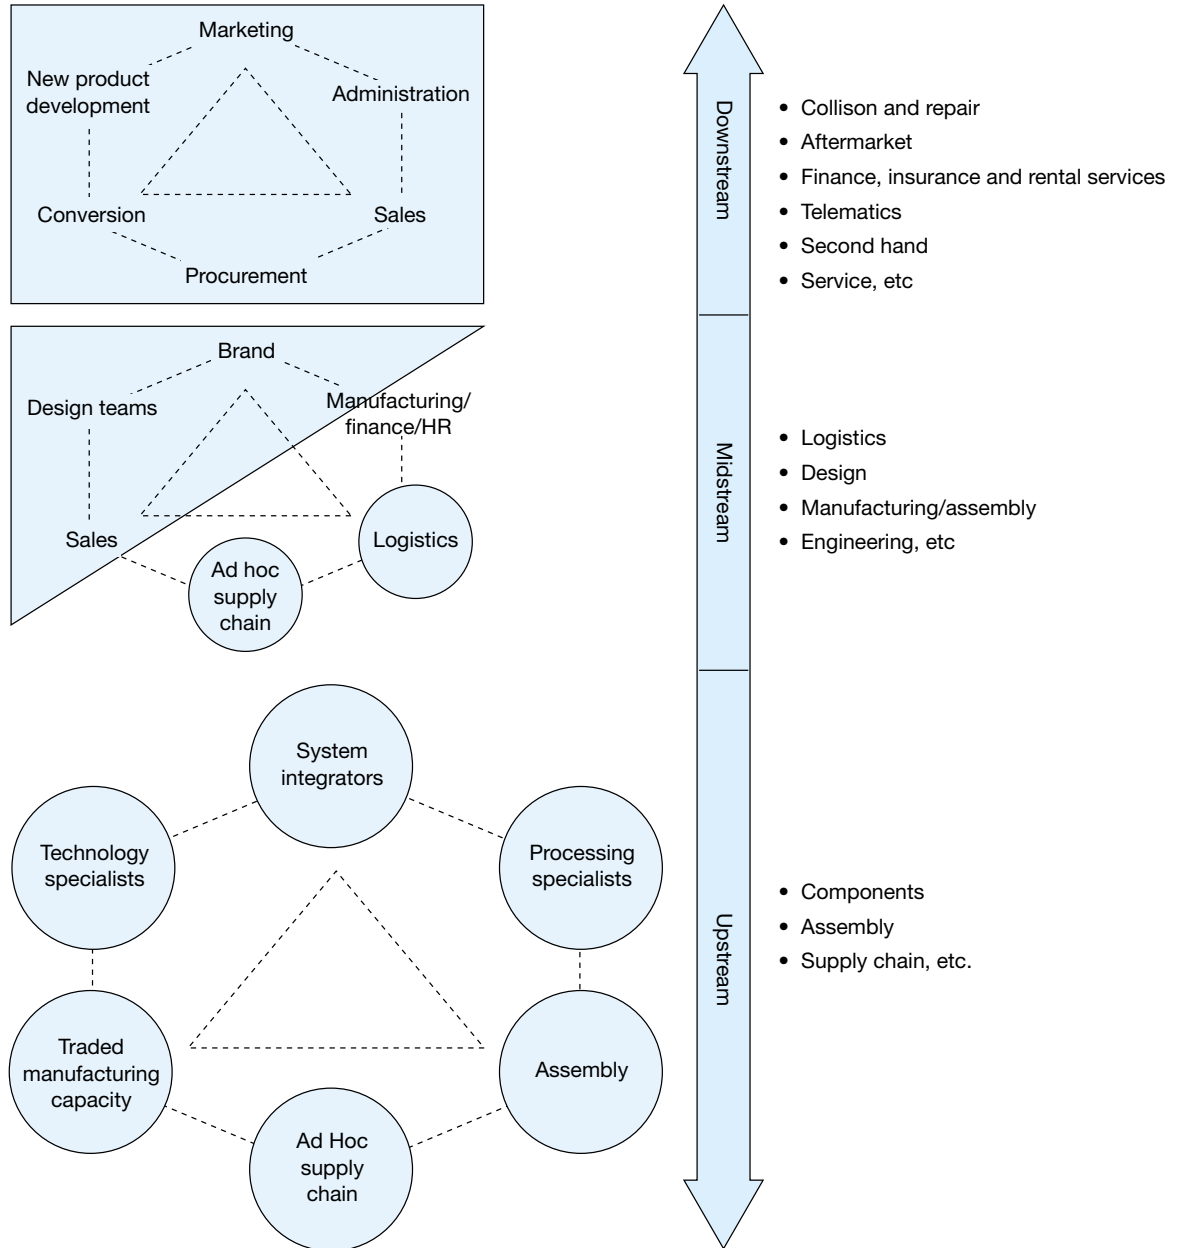 Marketing
New product
development
Administration
Conversion
Sales
Procurement
Brand
Design teams
Manufacturing/
finance/HR
Sales
Logistics
Ad hoc
supply
chain
System
integrators
Technology
specialists
Processing
specialists
Traded
manufacturing
capacity
Assembly
Ad Hoc
supply
chain
Downstream
• Collison and repair
• Aftermarket
• Finance, insurance and rental services
• Telematics
• Second hand
• Service, etc
Midstream
• Logistics
• Design
• Manufacturing/assembly
• Engineering, etc
Upstream
• Components
• Assembly
• Supply chain, etc.